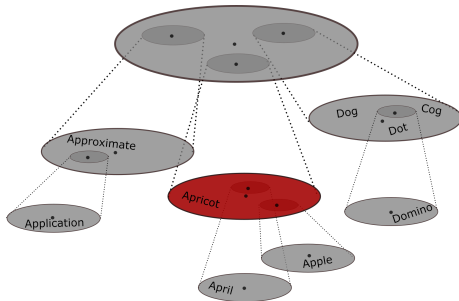 Dog
Cog
Dot
Approximate
Apricot
Application
Domino
Apple
April